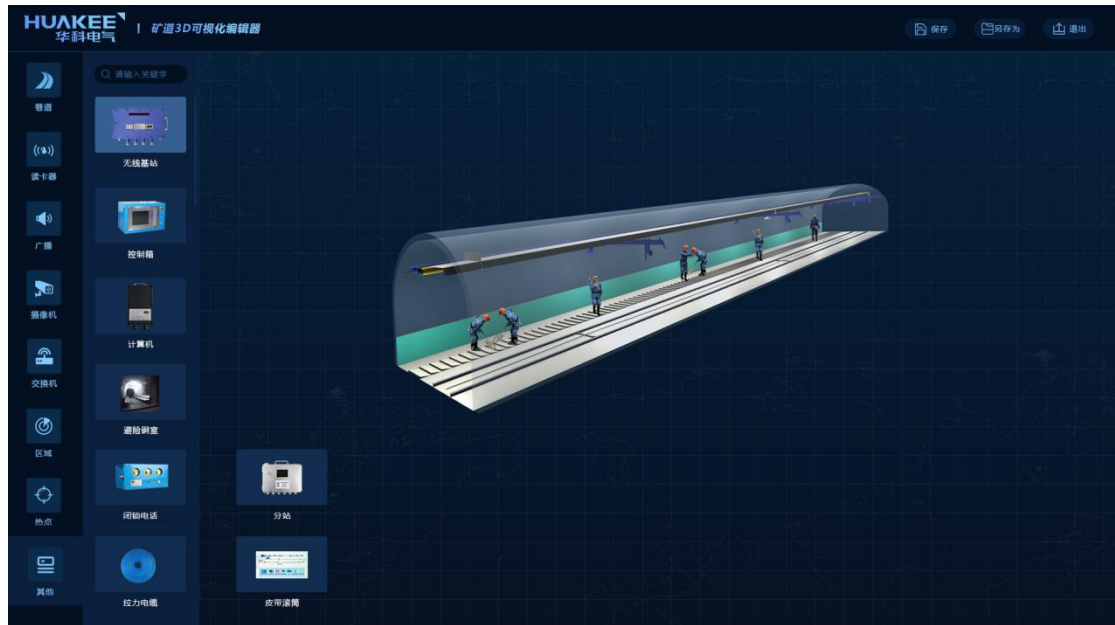 HUAKEE
华科电气
矿道3D可视化编辑器
保存
另存为
退出
请输入关键字
巷道
读卡器
广播
摄像机
交换机
区域
热点
其他
无线基站
控制箱
计算机
避险硐室
闭锁电话
拉力电缆
分站
皮带滚筒